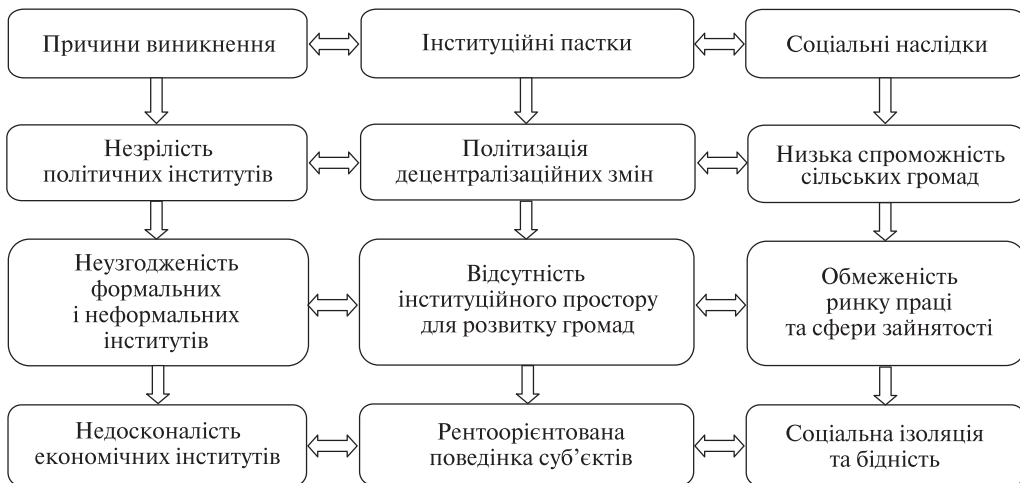 Причини виникнення
Інституційні пастки
Соціальні наслідки
Незрілість
політичних інститутів
Політизація
децентралізаційних змін
Низька спроможність
сільських громад
Неузгодженість
формальних
і неформальних
інститутів
Відсутність
інституційного простору
для розвитку громад
Обмеженість
ринку праці
та сфери зайнятості
Недосконалість
економічних інститутів
Рентоорієнтована
поведінка суб’єктів
Соціальна ізоляція
та бідність